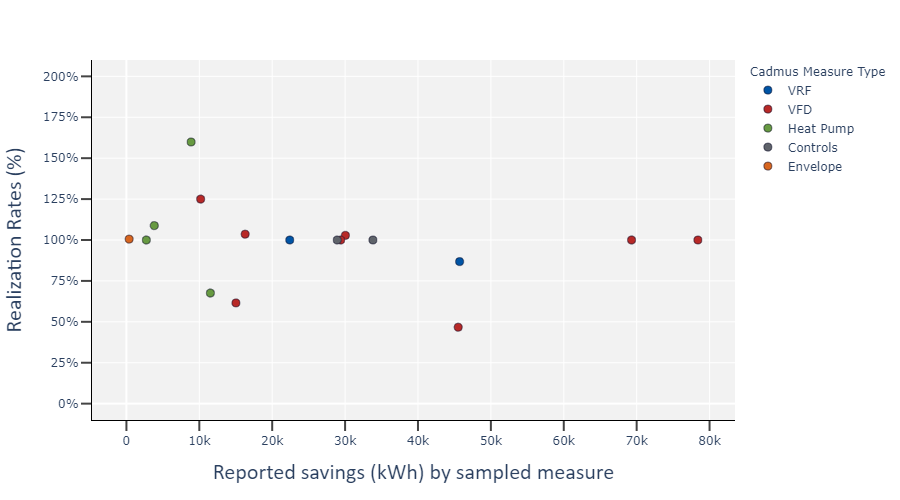 Cadmus Measure Type
VRF
VFD
Heat Pump
Controls
Envelope
Realization Rates (%)
200%
175%
150%
125%
100%
75%
50%
25%
0%
0 10k 20k 30k 40k 50k 60k 70k 80k
Reported savings (kWh) by sampled measure